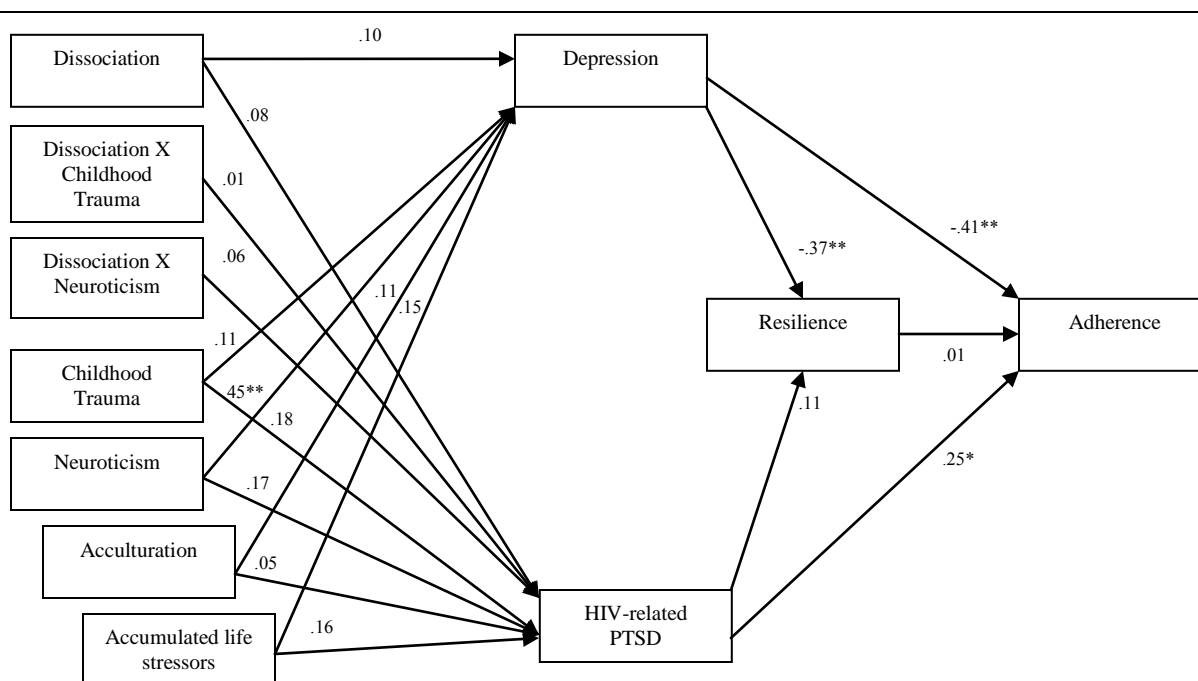 .10
Dissociation
Depression
.08
Dissociation X
Childhood
Trauma
.01
-.41**
-.37**
Dissociation X
Neuroticism
.06
.11
.15
Resilience
Adherence
.11
.01
Childhood
Trauma
.45**
.18
.11
Neuroticism
.17
.25*
Acculturation
.05
HIV-related
PTSD
Accumulated life
stressors
.16